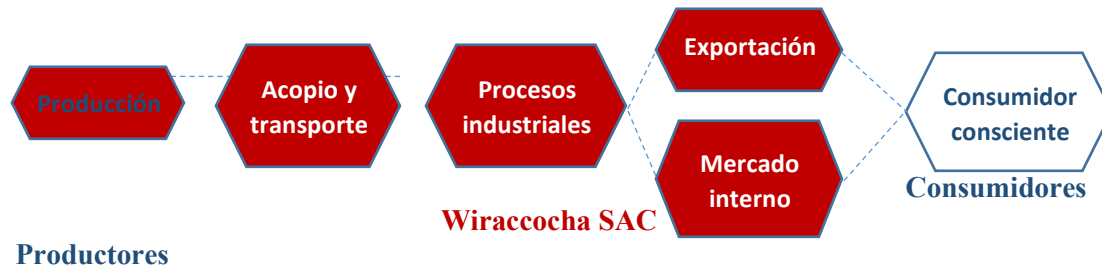 Producción
Acopio y
transporte
Procesos
industriales
Exportación
Mercado
interno
Consumidor
consciente
Consumidores
Wiraccocha SAC
Productores